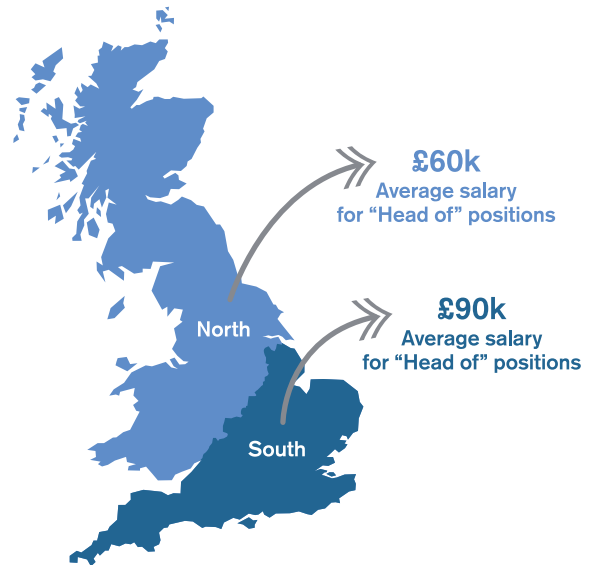 £60k
Average salary
for “Head of” positions
£90k
Average salary
for “Head of” positions
North
South